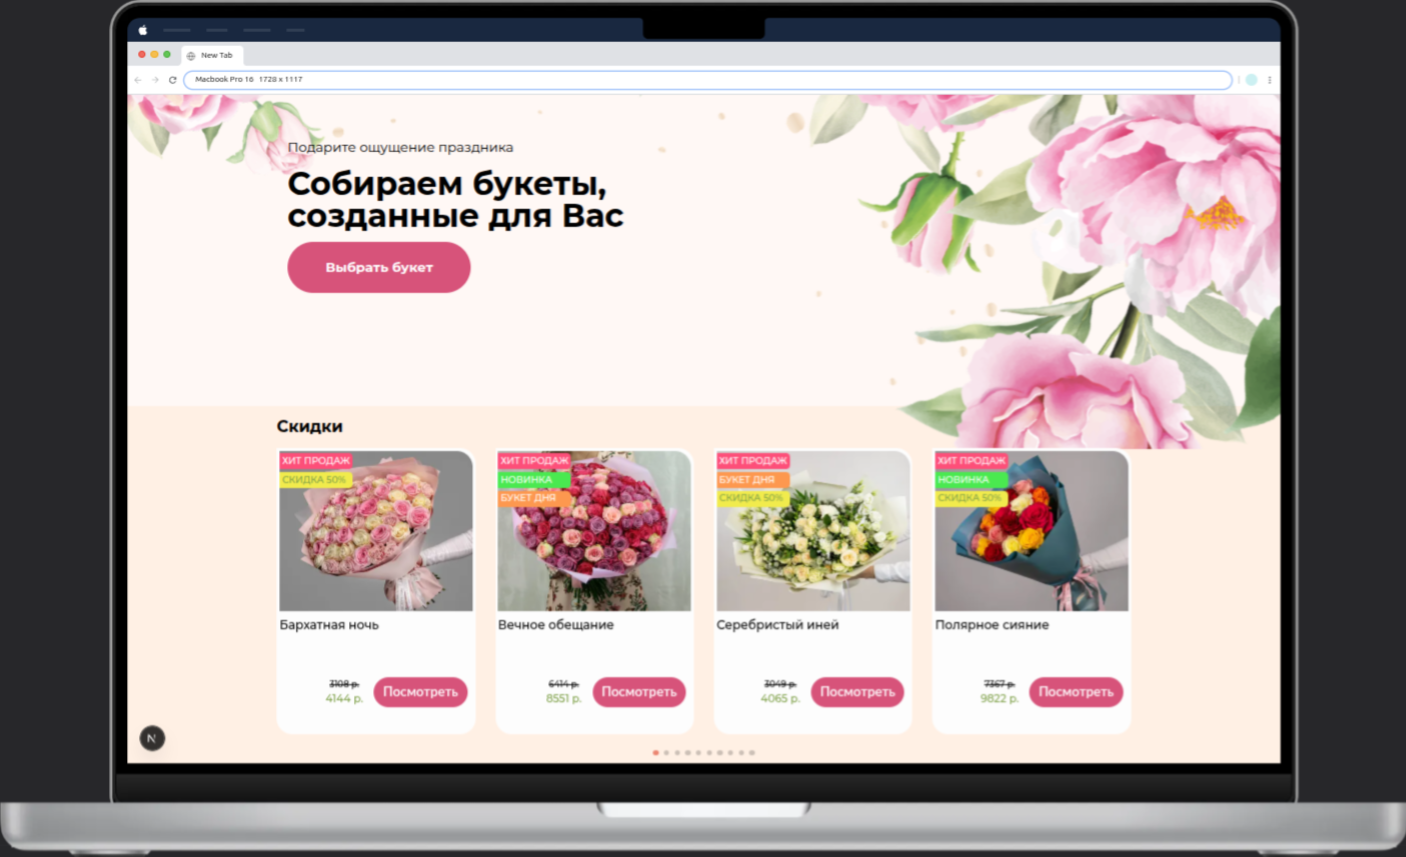 New Tab
Macbook Pro 16 1728 x 1117
Подарите ощущение праздника
Собираем букеты,
созданные для Вас
Выбрать букет
Скидки
ХИТ ПРОДАЖ
СКИДКА 50%
Бархатная ночь
3108 р.
4144 р.
Посмотреть
ХИТ ПРОДАЖ
НОВИНКА
БУКЕТ ДНЯ
Вечное обещание
6414 р.
8551 р.
Посмотреть
ХИТ ПРОДАЖ
БУКЕТ ДНЯ
СКИДКА 50%
Серебристый иней
3049 р.
4065 р.
Посмотреть
ХИТ ПРОДАЖ
НОВИНКА
СКИДКА 50%
Полярное сияние
7367 р.
9822 р.
Посмотреть
N